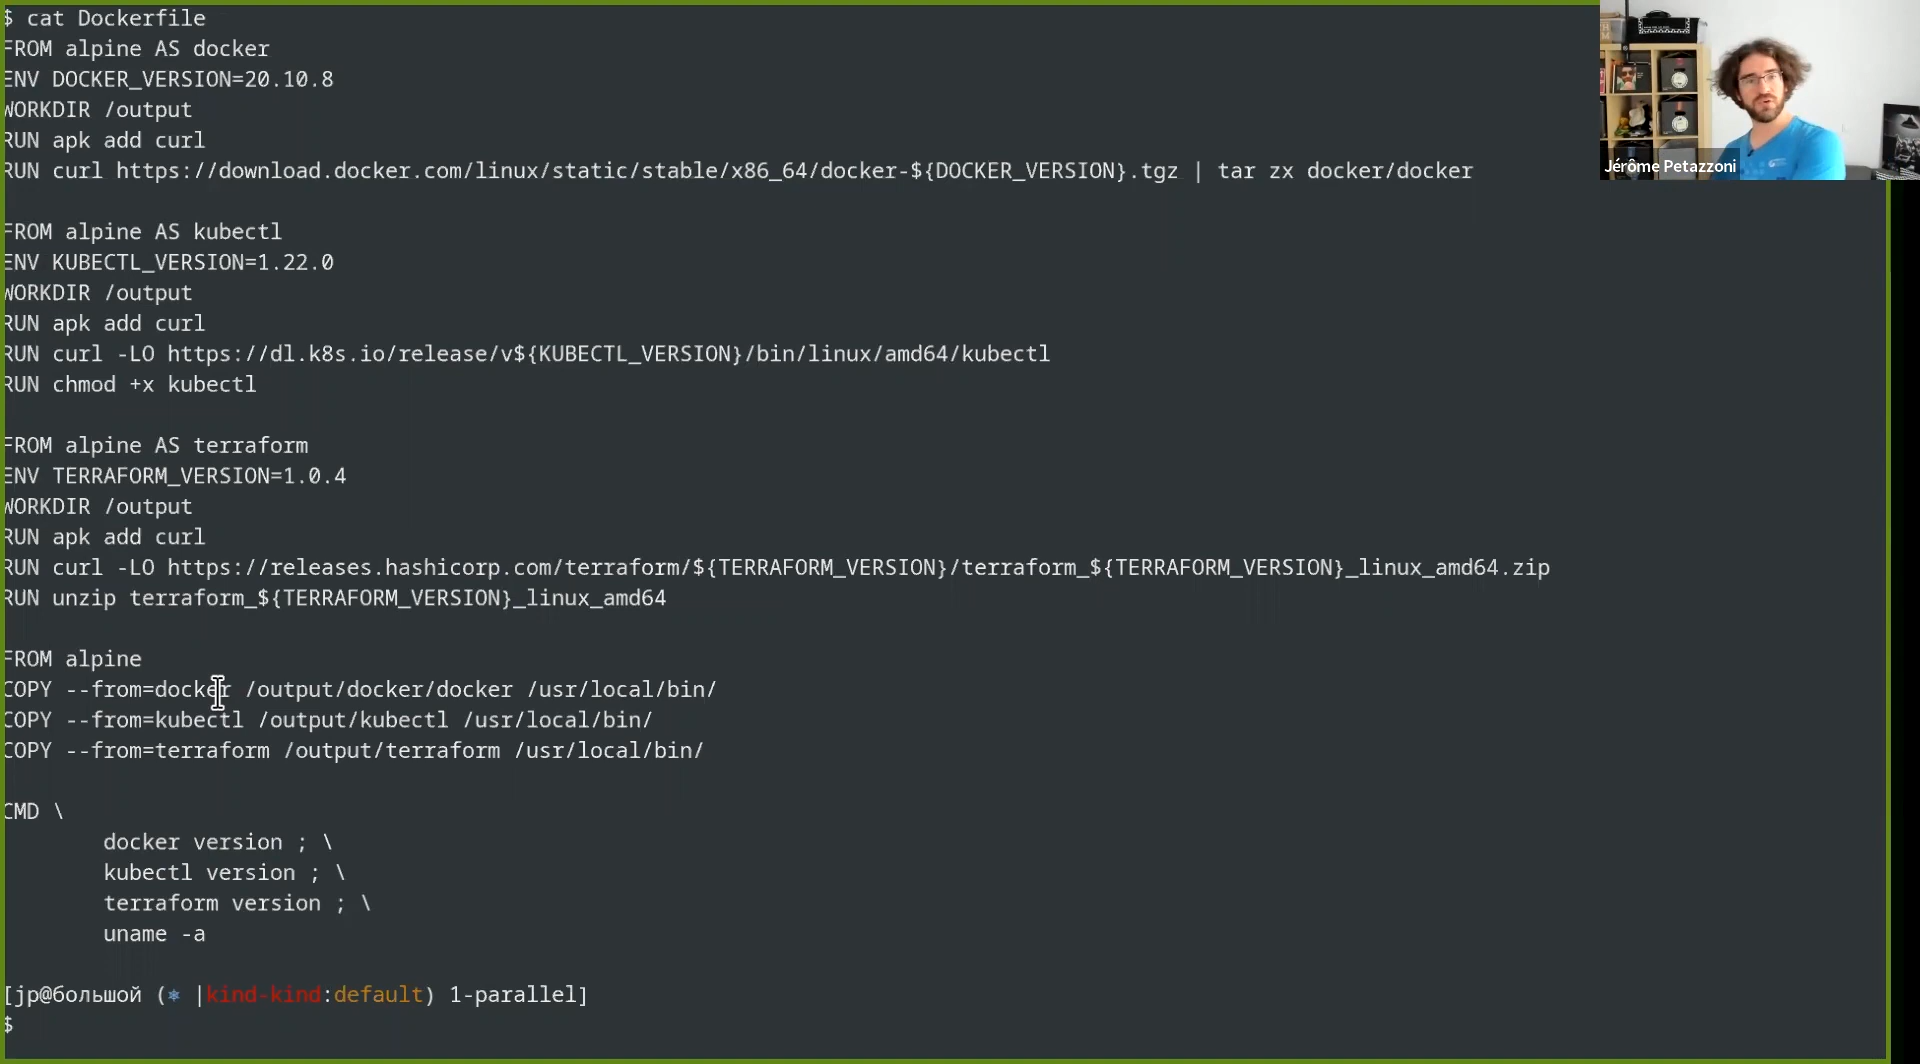 $ cat Dockerfile
FROM alpine AS docker
ENV DOCKER_VERSION=20.10.8
WORKDIR /output
RUN apk add curl
RUN curl https://download.docker.com/linux/static/stable/x86_64/docker-${DOCKER_VERSION}.tgz | tar zx docker/docker
Jérôme Petazzoni
FROM alpine AS kubectl
ENV KUBECTL_VERSION=1.22.0
WORKDIR /output
RUN apk add curl
RUN curl -LO https://dl.k8s.io/release/v${KUBECTL_VERSION}/bin/linux/amd64/kubectl
RUN chmod +x kubectl
FROM alpine AS terraform
ENV TERRAFORM_VERSION=1.0.4
WORKDIR /output
RUN apk add curl
RUN curl -LO https://releases.hashicorp.com/terraform/${TERRAFORM_VERSION}/terraform_${TERRAFORM_VERSION}_linux_amd64.zip
RUN unzip terraform_${TERRAFORM_VERSION}_linux_amd64
FROM alpine
COPY --from=docker /output/docker/docker /usr/local/bin/
COPY --from=kubectl /output/kubectl /usr/local/bin/
COPY --from=terraform /output/terraform /usr/local/bin/
CMD \
docker version ; \
kubectl version ; \
terraform version ; \
uname -a
[jp@большой (⎈ |kind-kind:default) 1-parallel]
$